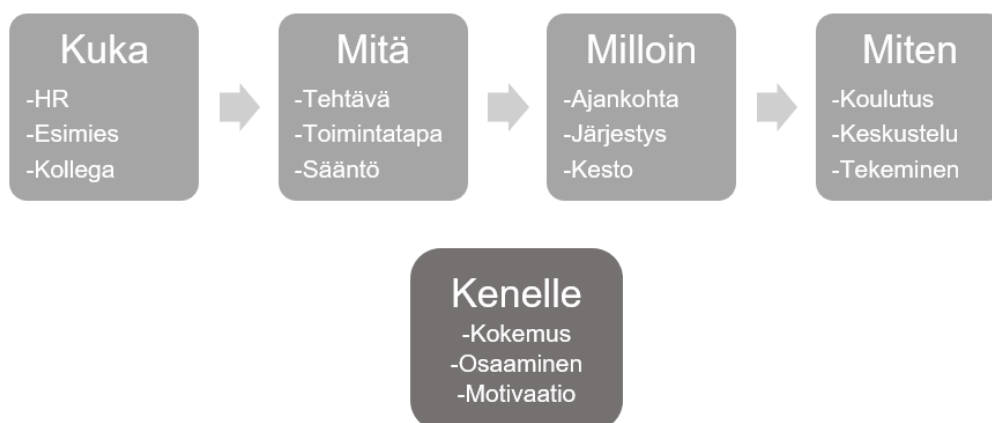 Kuka
-HR
-Esimies
-Kollega
Mitä
-Tehtävä
-Toimintatapa
-Sääntö
Milloin
-Ajankohta
-Järjestys
-Kesto
Miten
-Koulutus
-Keskustelu
-Tekeminen
Kenelle
-Kokemus
-Osaaminen
-Motivaatio